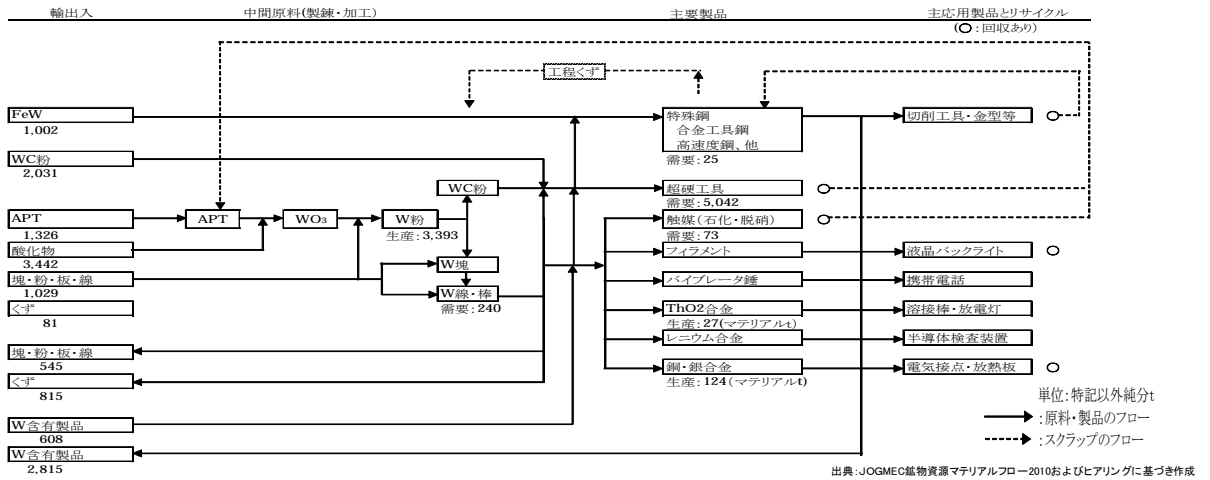 輸出入
中間原料(製錬・加工)
主要製品
主応用製品とリサイクル
(○:回収あり)
工程くず
FeW
1,002
WC粉
2,031
APT
1,326
酸化物
3,442
塊・粉・板・線
1,029
くず
81
塊・粉・板・線
545
くず
815
W含有製品
608
W含有製品
2,815
APT
WO3
W粉
生産:3,393
WC粉
W塊
W線・棒
需要:240
特殊鋼
合金工具鋼
高速度鋼、他
需要:25
超硬工具
需要:5,042
触媒(石化・脱硝)
需要:73
フィラメント
バイブレータ錘
ThO2合金
生産:27(マテリアルt)
レニウム合金
銅・銀合金
生産:124(マテリアルt)
切削工具・金型等
液晶バックライト
携帯電話
溶接棒・放電灯
半導体検査装置
電気接点・放熱板
単位:特記以外純分t
:原料・製品のフロー
:スクラップのフロー
出典:JOGMEC鉱物資源マテリアルフロー2010およびヒアリングに基づき作成